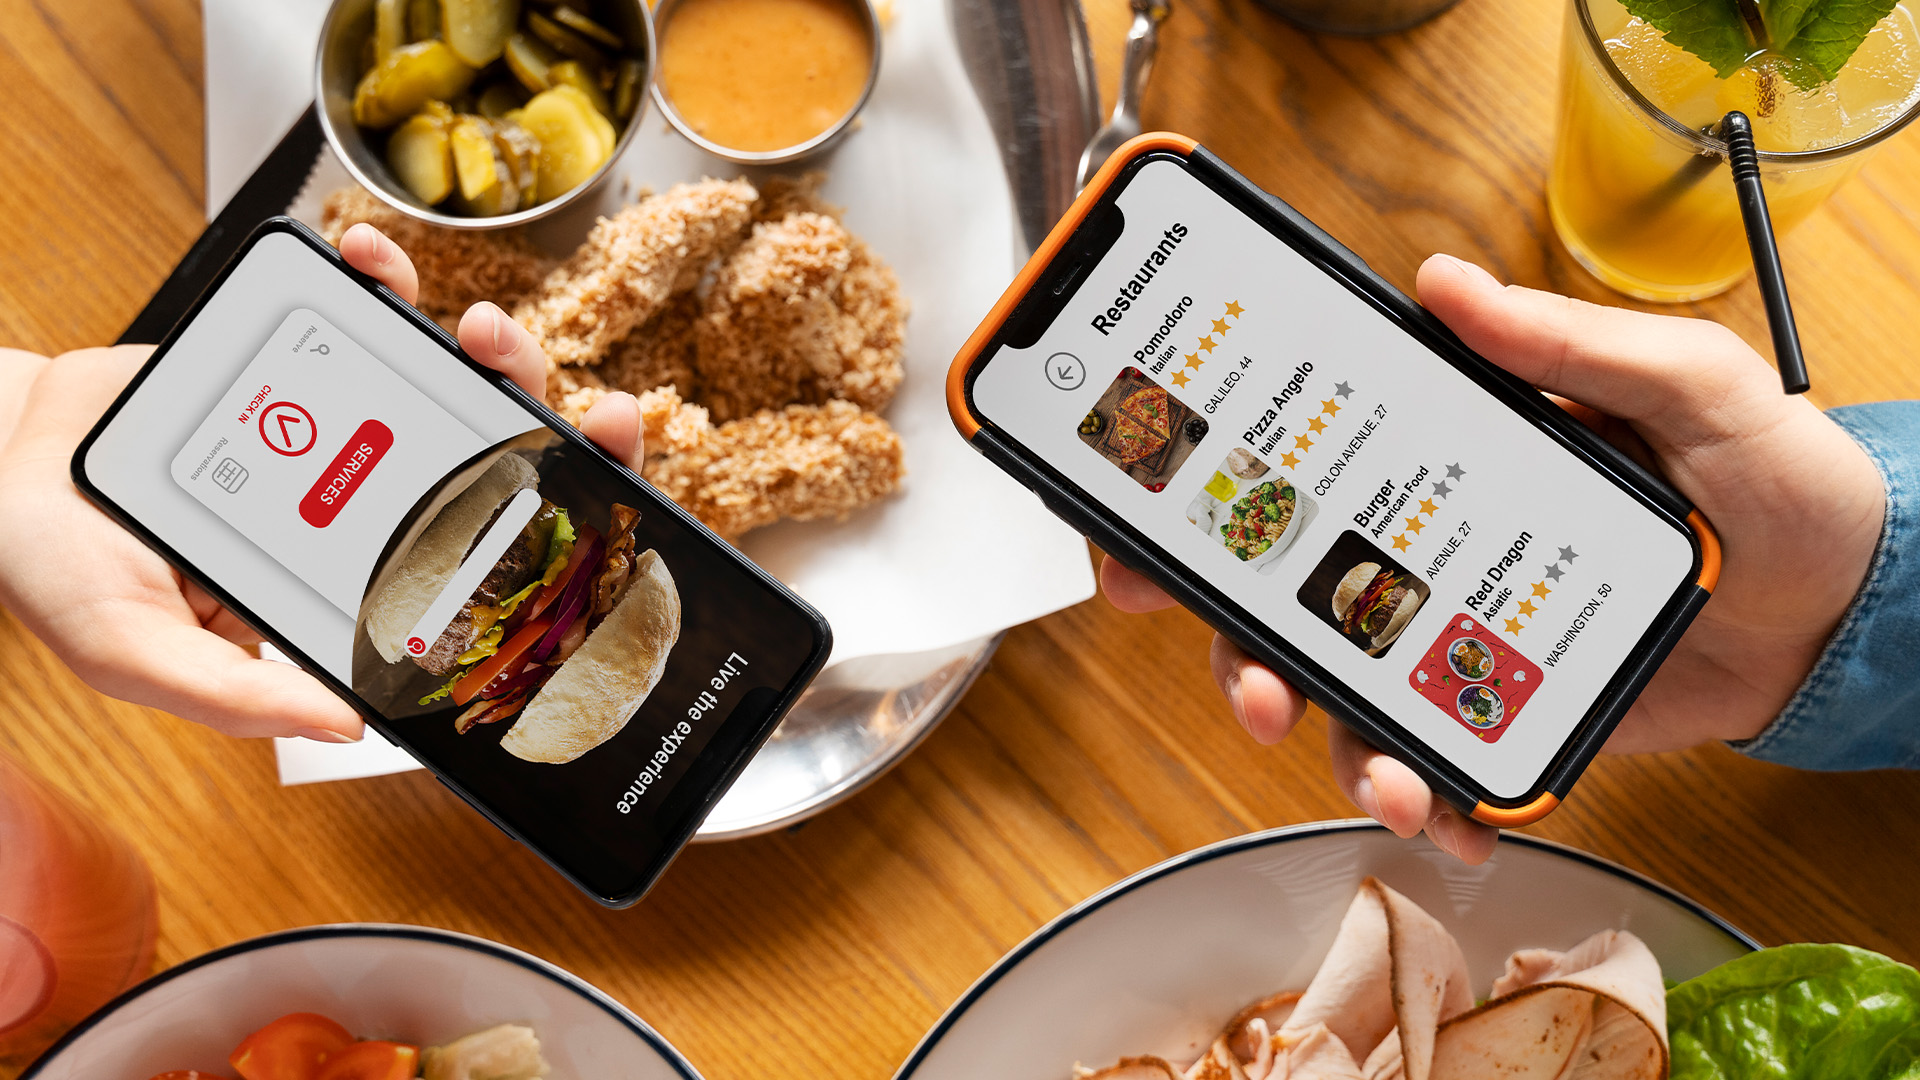 Live the experience
SERVICES
Reserve
CHECK IN
Reservations
Restaurants
Pomodoro
Italian
GALILEO, 44
Pizza Angelo
Italian
COLON AVENUE, 27
Burger
American Food
AVENUE, 27
Red Dragon
Asiatic
WASHINGTON, 50